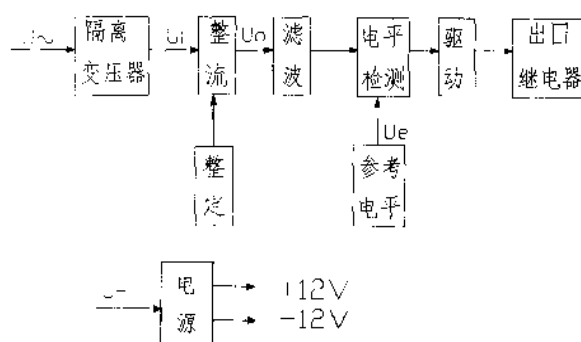 隔离 Ui 整 Uo 滤 电平 驱 出口
变压器 流 波 检测 动 继电器
Ue
整 参考
定 电平
电 +12V
源 -12V